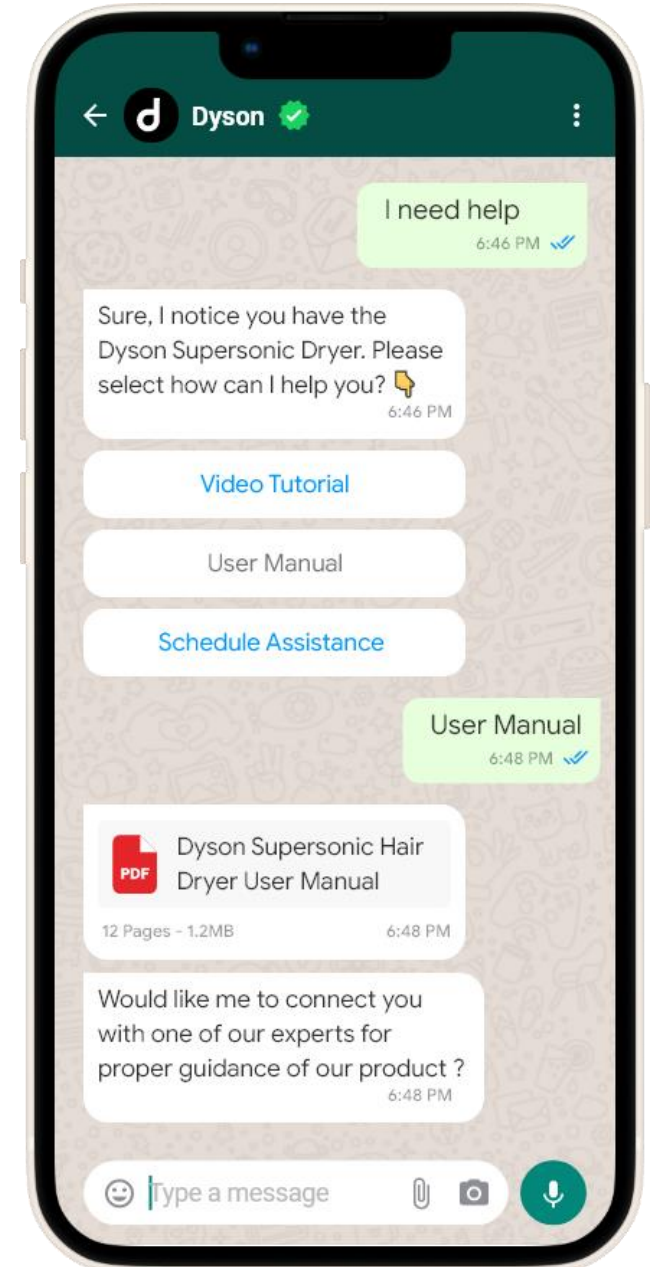 Dyson
I need help
6:46 PM
Sure, I notice you have the
Dyson Supersonic Dryer. Please
select how can I help you? 👇
6:46 PM
Video Tutorial
User Manual
Schedule Assistance
User Manual
6:48 PM
PDF
Dyson Supersonic Hair
Dryer User Manual
12 Pages - 1.2MB 6:48 PM
Would like me to connect you
with one of our experts for
proper guidance of our product ?
6:48 PM
Type a message